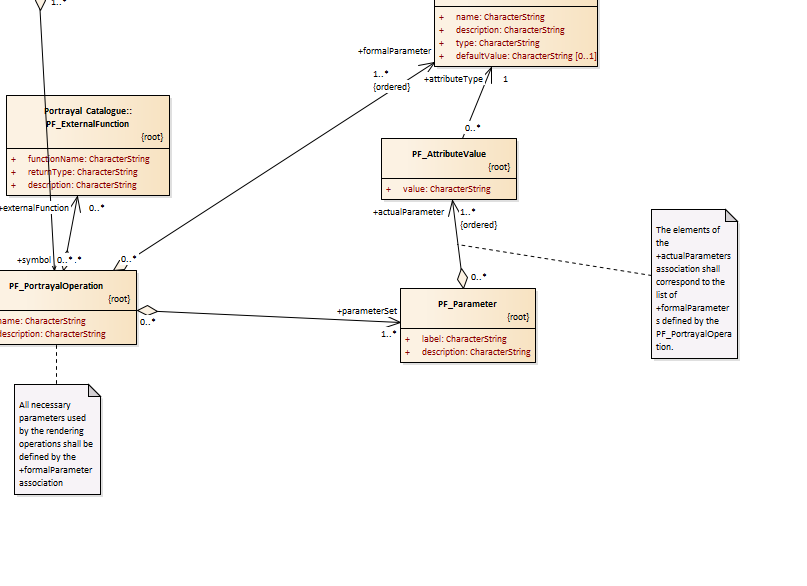 1..*
+ name: CharacterString
+ description: CharacterString
+ type: CharacterString
+ defaultValue: CharacterString [0..1]
+formalParameter
1..*
{ordered}
+attributeType
1
0..*
Portrayal Catalogue::
PF_ExternalFunction
{root}
+ functionName: CharacterString
+ returnType: CharacterString
+ description: CharacterString
+externalFunction
0..*
PF_AttributeValue
{root}
+ value: CharacterString
+actualParameter
1..*
{ordered}
The elements of
the
+actualParameters
association shall
correspond to the
list of
+formalParameter
s defined by the
PF_PortrayalOpera
tion.
+symbol
0..*
.*
0..*
PF_PortrayalOperation
{root}
name: CharacterString
description: CharacterString
0..*
0..*
+parameterSet
1..*
PF_Parameter
{root}
+ label: CharacterString
+ description: CharacterString
All necessary
parameters used
by the rendering
operations shall be
defined by the
+formalParameter
association